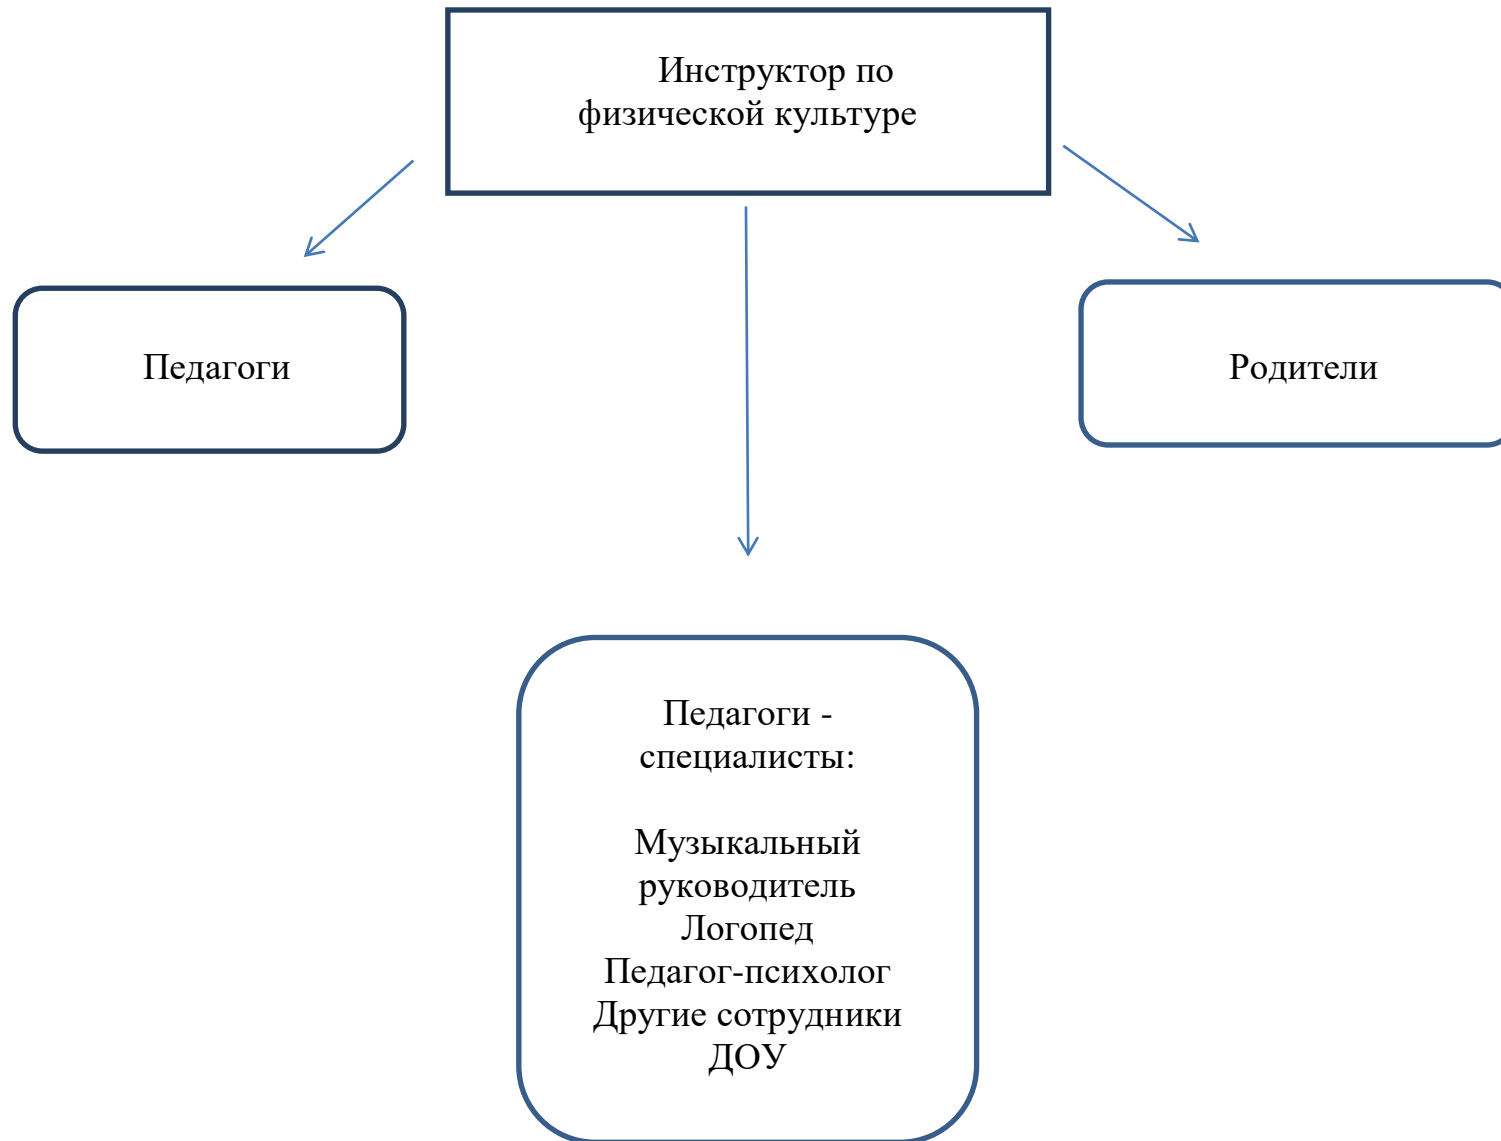 Инструктор по
физической культуре
Педагоги
Родители
Педагоги -
специалисты:
Музыкальный
руководитель
Логопед
Педагог-психолог
Другие сотрудники
ДОУ